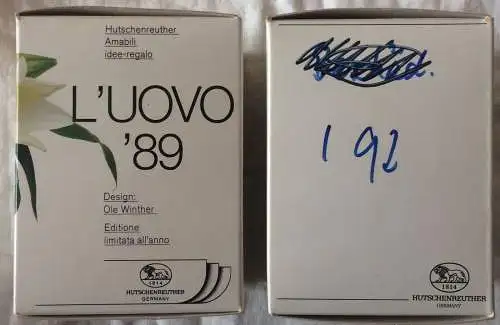 Hutschenreuther
Amabili
idee-regalo
L'UOVO
'89
Design:
Ole Winther
Editione
limitata all'anno
1814
HUTSCHENREUTHER
GERMANY
192
1814
HUTSCHENREUTHER
GERMANY